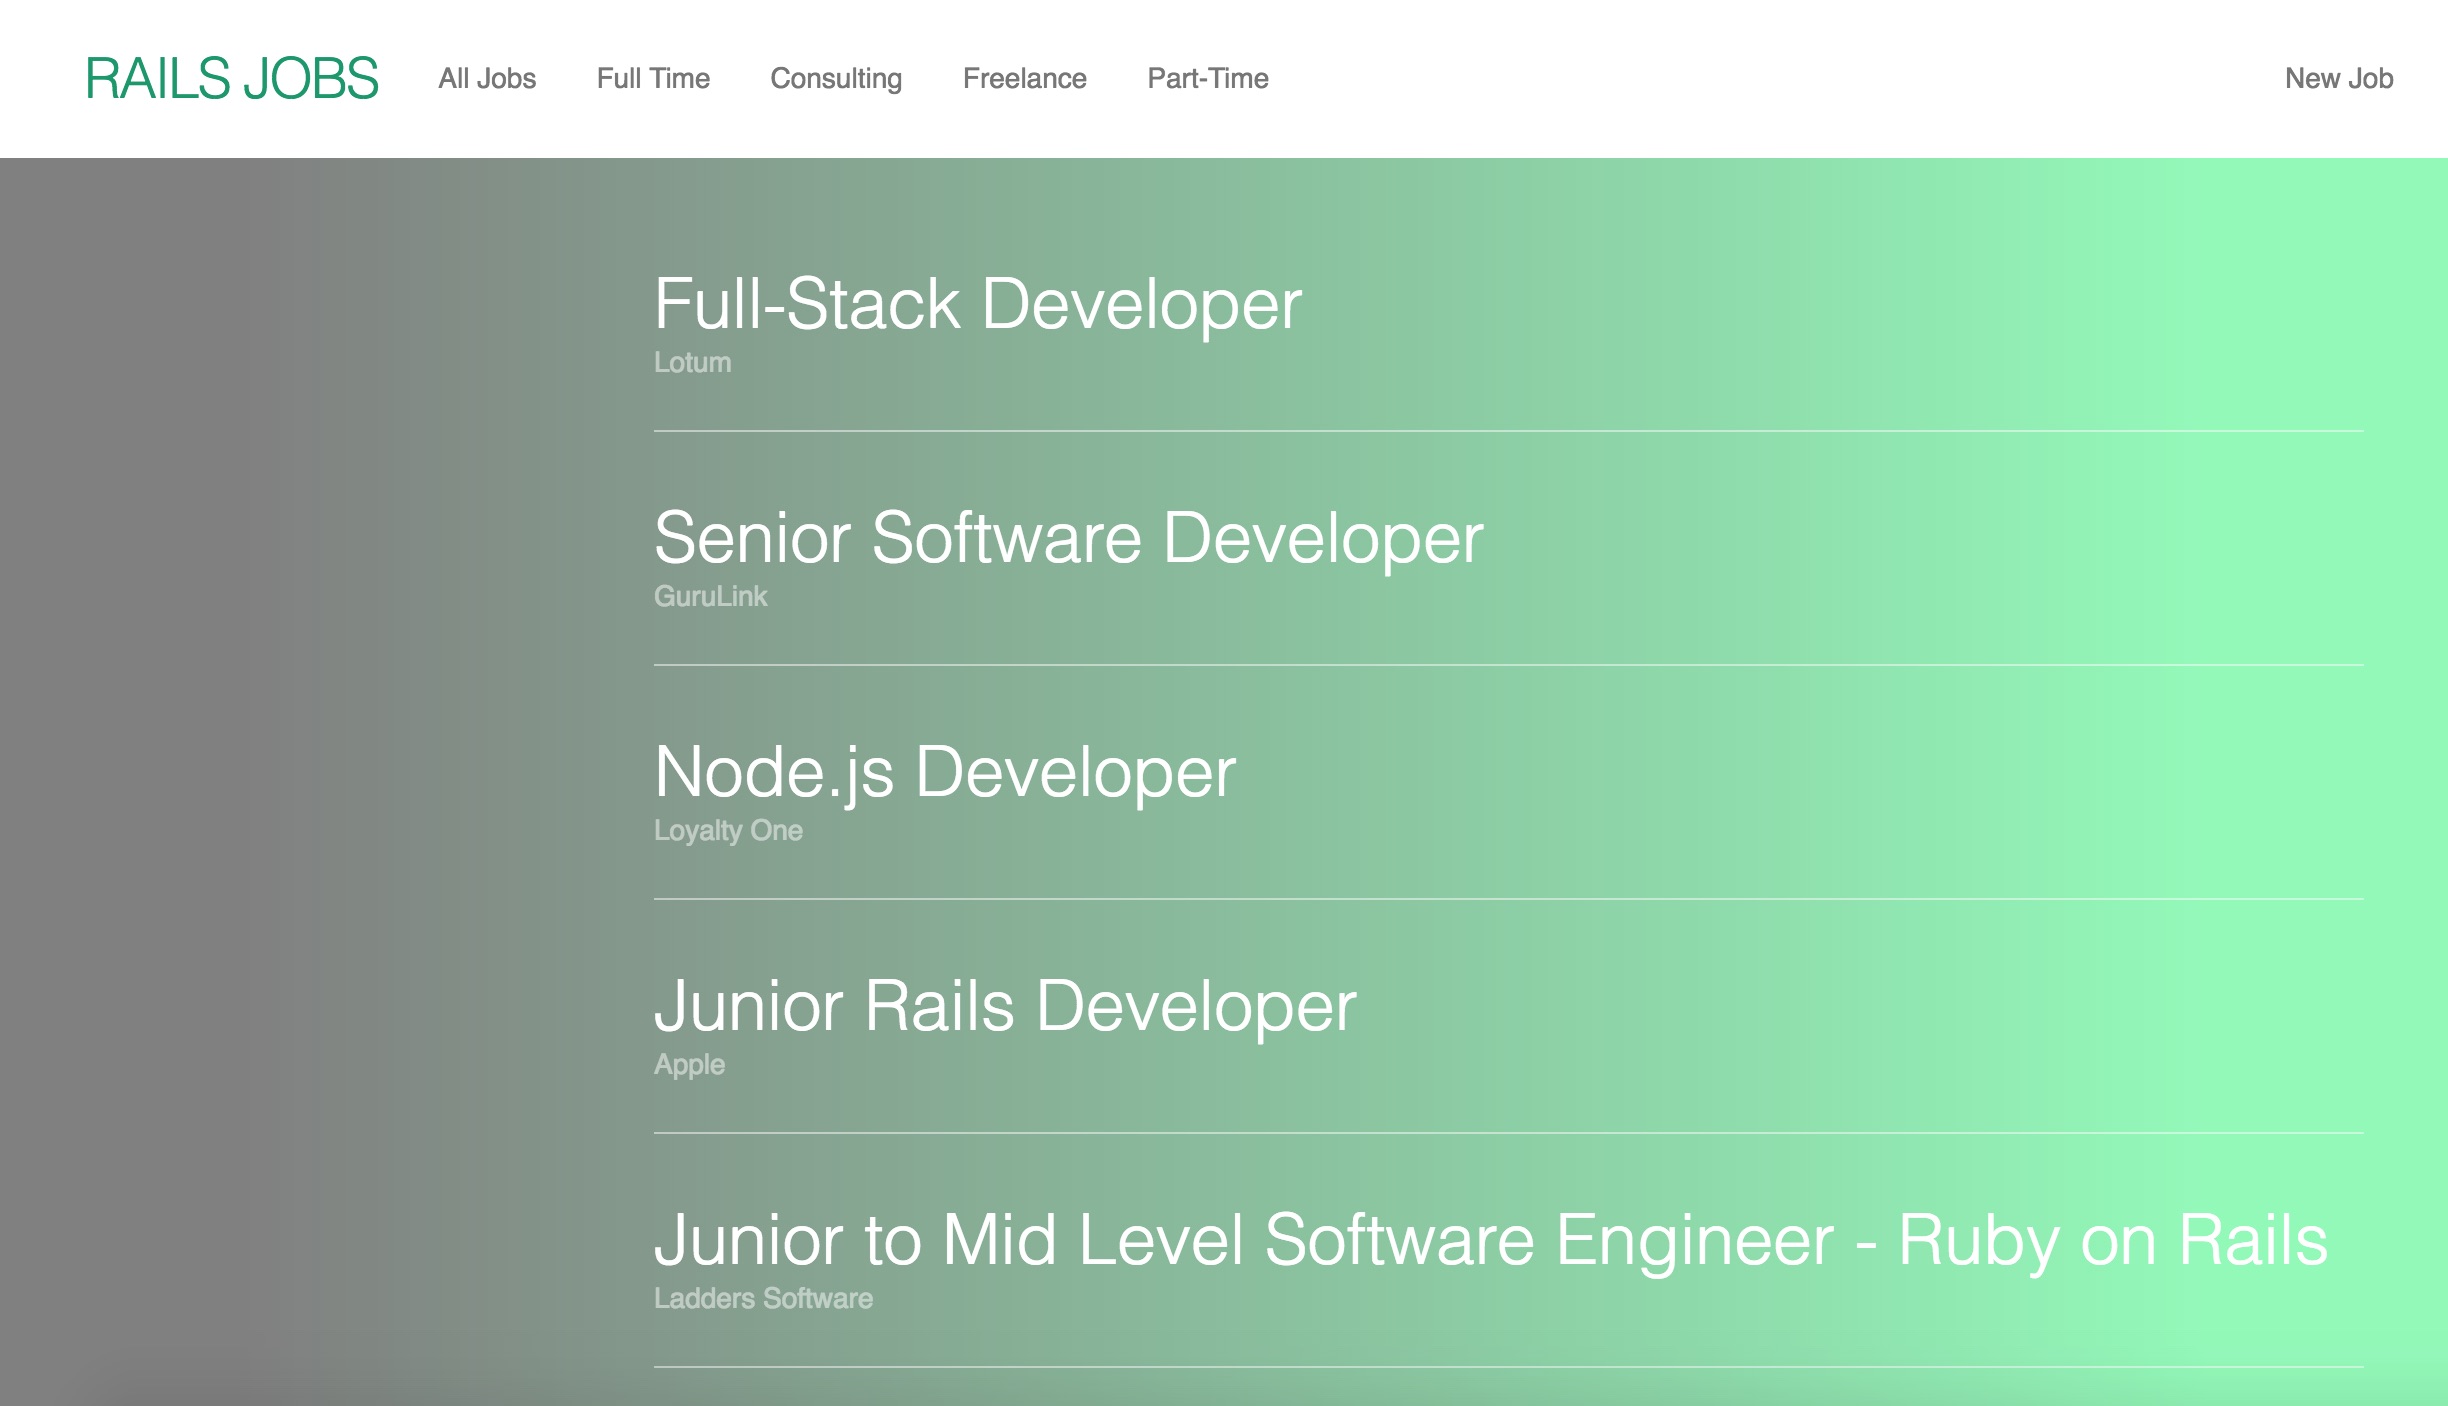 RAILS JOBS All Jobs Full Time Consulting Freelance Part-Time New Job
Full-Stack Developer
Lotum
Senior Software Developer
GuruLink
Node.js Developer
Loyalty One
Junior Rails Developer
Apple
Junior to Mid Level Software Engineer - Ruby on Rails
Ladders Software